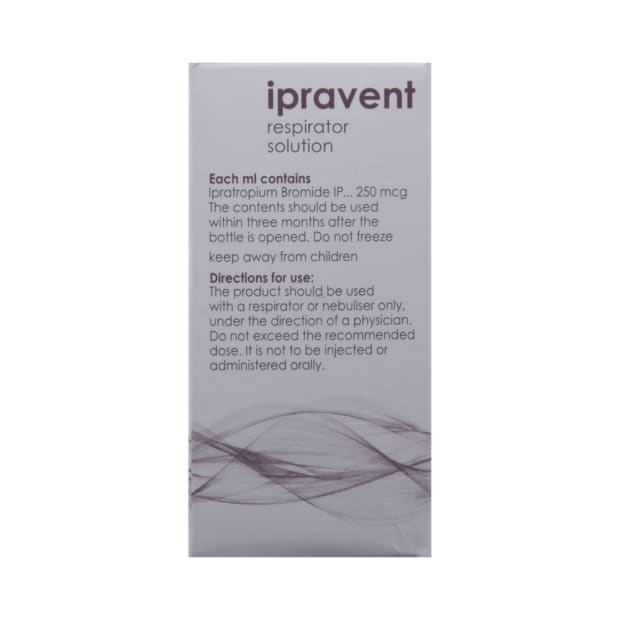 ipravent
respirator
solution
Each ml contains
Ipratropium Bromide IP... 250 mcg
The contents should be used
within three months after the
bottle is opened. Do not freeze
keep away from children
Directions for use:
The product should be used
with a respirator or nebuliser only,
under the direction of a physician.
Do not exceed the recommended
dose. It is not to be injected or
administered orally.